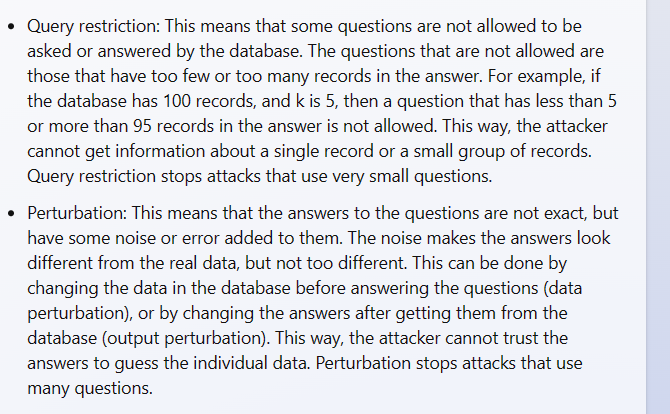 • Query restriction: This means that some questions are not allowed to be
asked or answered by the database. The questions that are not allowed are
those that have too few or too many records in the answer. For example, if
the database has 100 records, and k is 5, then a question that has less than 5
or more than 95 records in the answer is not allowed. This way, the attacker
cannot get information about a single record or a small group of records.
Query restriction stops attacks that use very small questions.
• Perturbation: This means that the answers to the questions are not exact, but
have some noise or error added to them. The noise makes the answers look
different from the real data, but not too different. This can be done by
changing the data in the database before answering the questions (data
perturbation), or by changing the answers after getting them from the
database (output perturbation). This way, the attacker cannot trust the
answers to guess the individual data. Perturbation stops attacks that use
many questions.